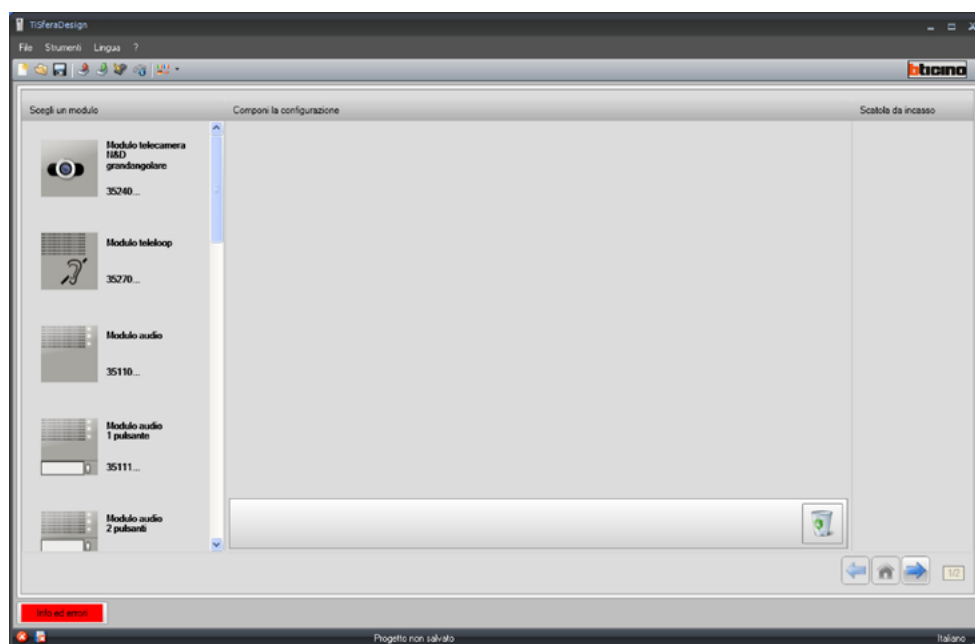 TiSferaDesign
File Strumenti Lingua ?
bticino
Scegli un modulo
Componi la configurazione
Scatola da incasso
Modulo telecamera
N&D
grandangolare
35240...
Modulo teleloop
35270...
Modulo audio
35110...
Modulo audio
1 pulsante
35111...
Modulo audio
2 pulsanti
1/2
Info ed errori
Progetto non salvato
Italiano